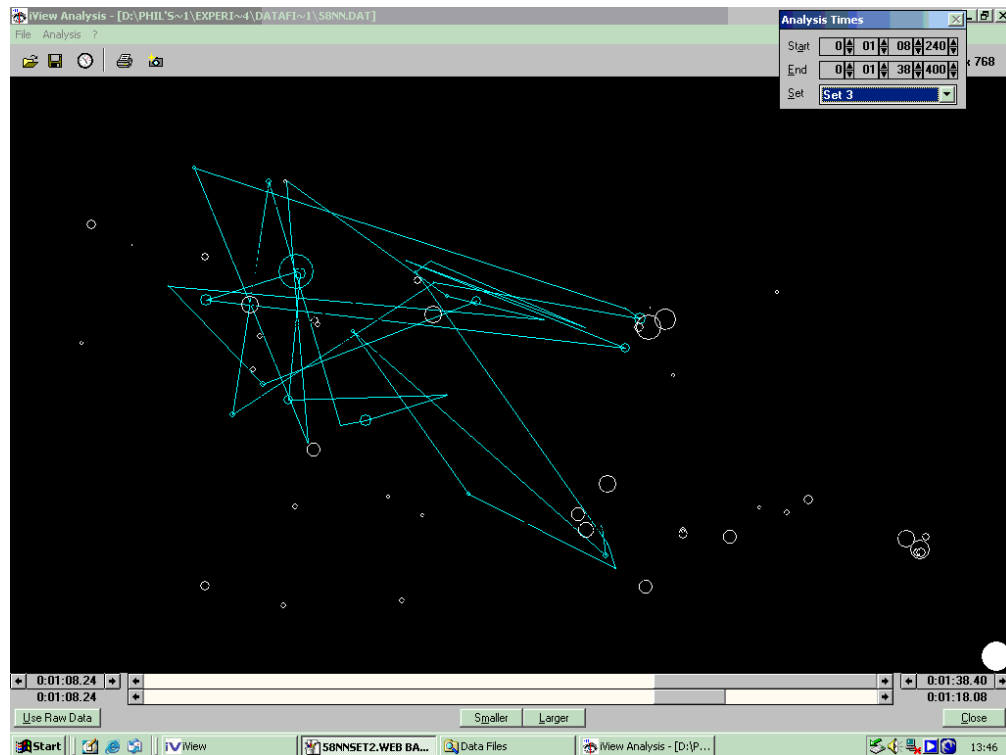 iView Analysis - [D:\PHIL'S~1\EXPERI~4\DATAFI~1\58NN.DAT]
File Analysis ?
Analysis Times
Start 0 01 08 240
End 0 01 38 400
Set Set 3
x 768
0:01:08.24 0:01:38.40
0:01:08.24 0:01:18.08
Use Raw Data Smaller Larger Close
Start iView 58NNSET2.WEB BA... Data Files iView Analysis - [D:\P... 13:46